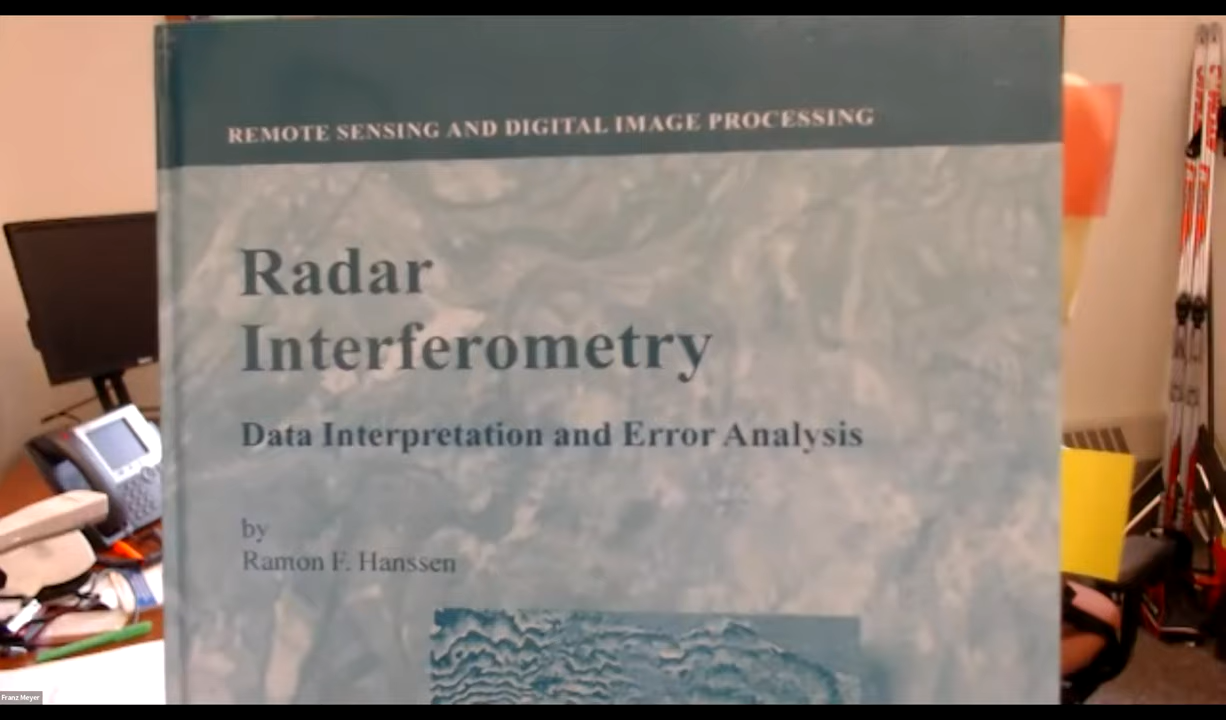 REMOTE SENSING AND DIGITAL IMAGE PROCESSING
Radar
Interferometry
Data Interpretation and Error Analysis
by
Ramon F. Hanssen
Franz Meyer